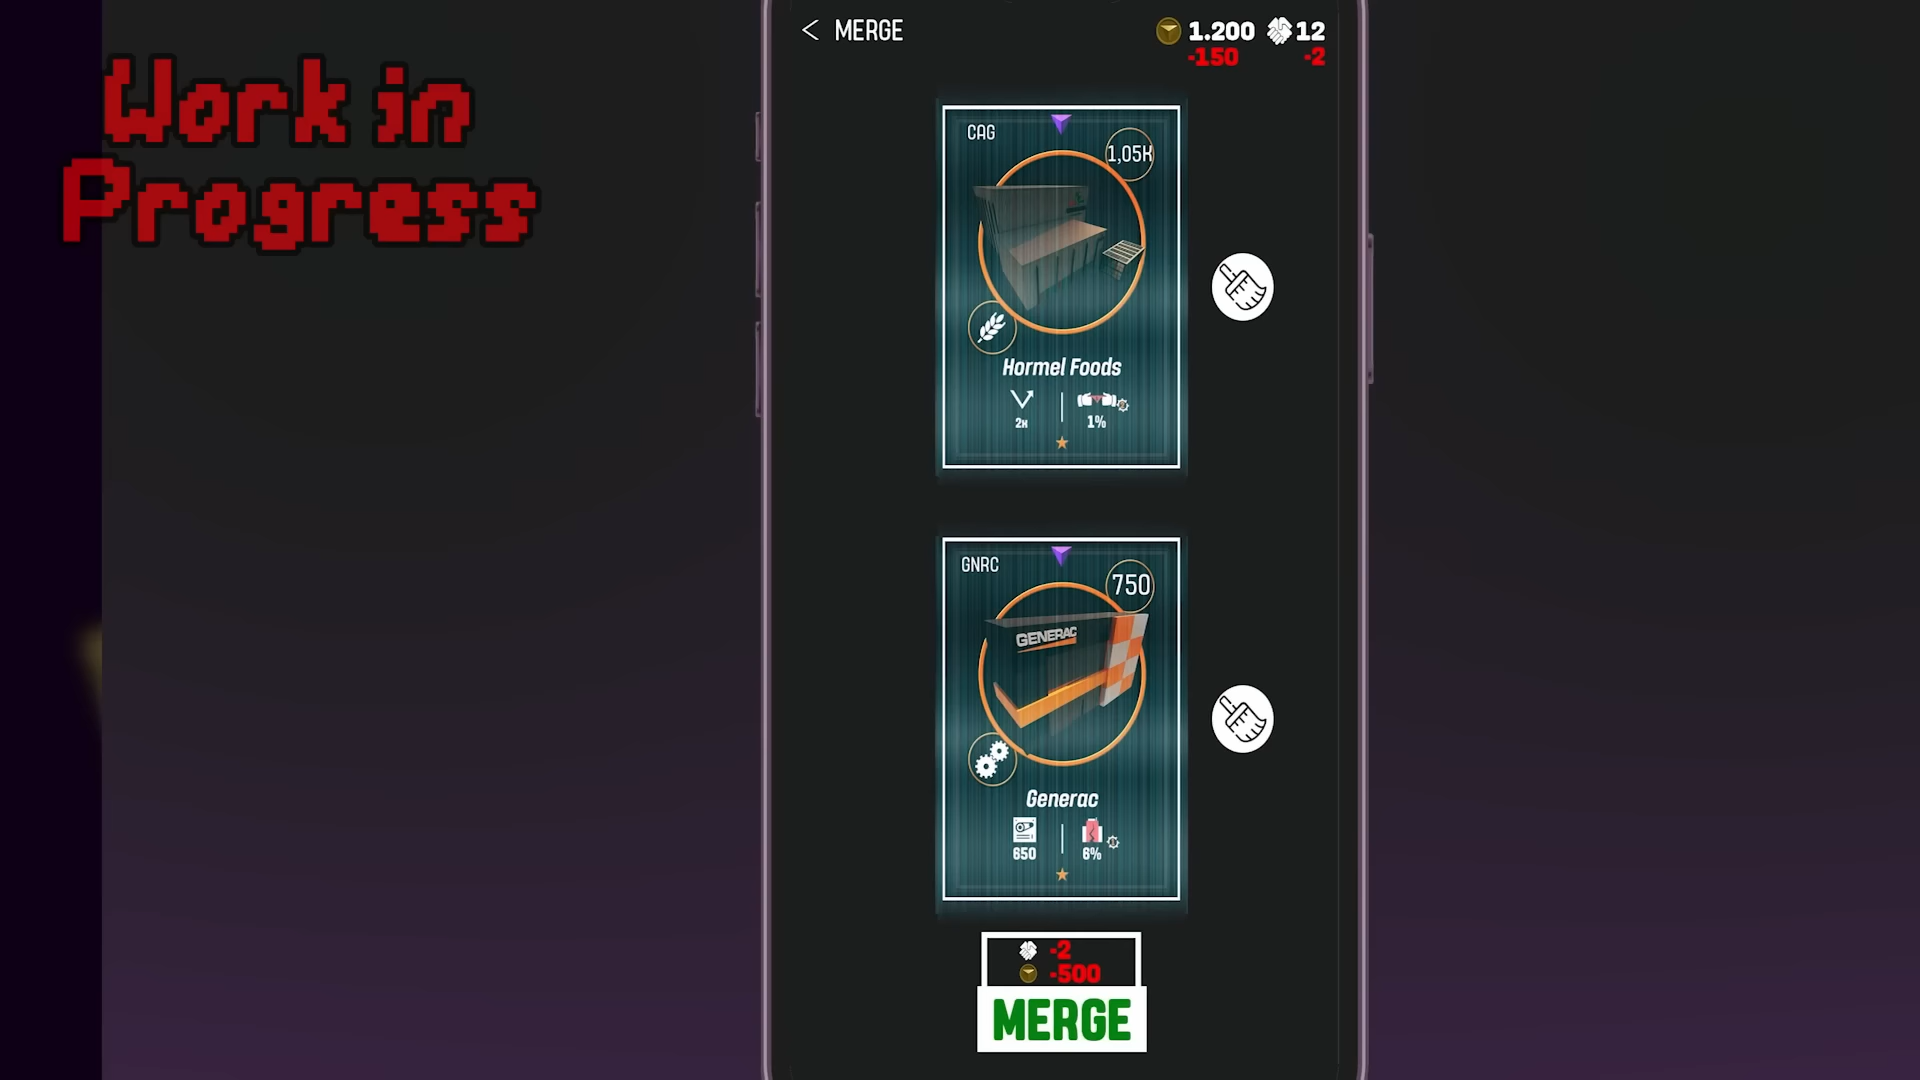 Work in
Progress
< MERGE
1.200
12
-150
-2
CAG
1,05K
Hormel Foods
2x
1%
GNRC
750
GENERAC
Generac
650
6%
-2
-500
MERGE